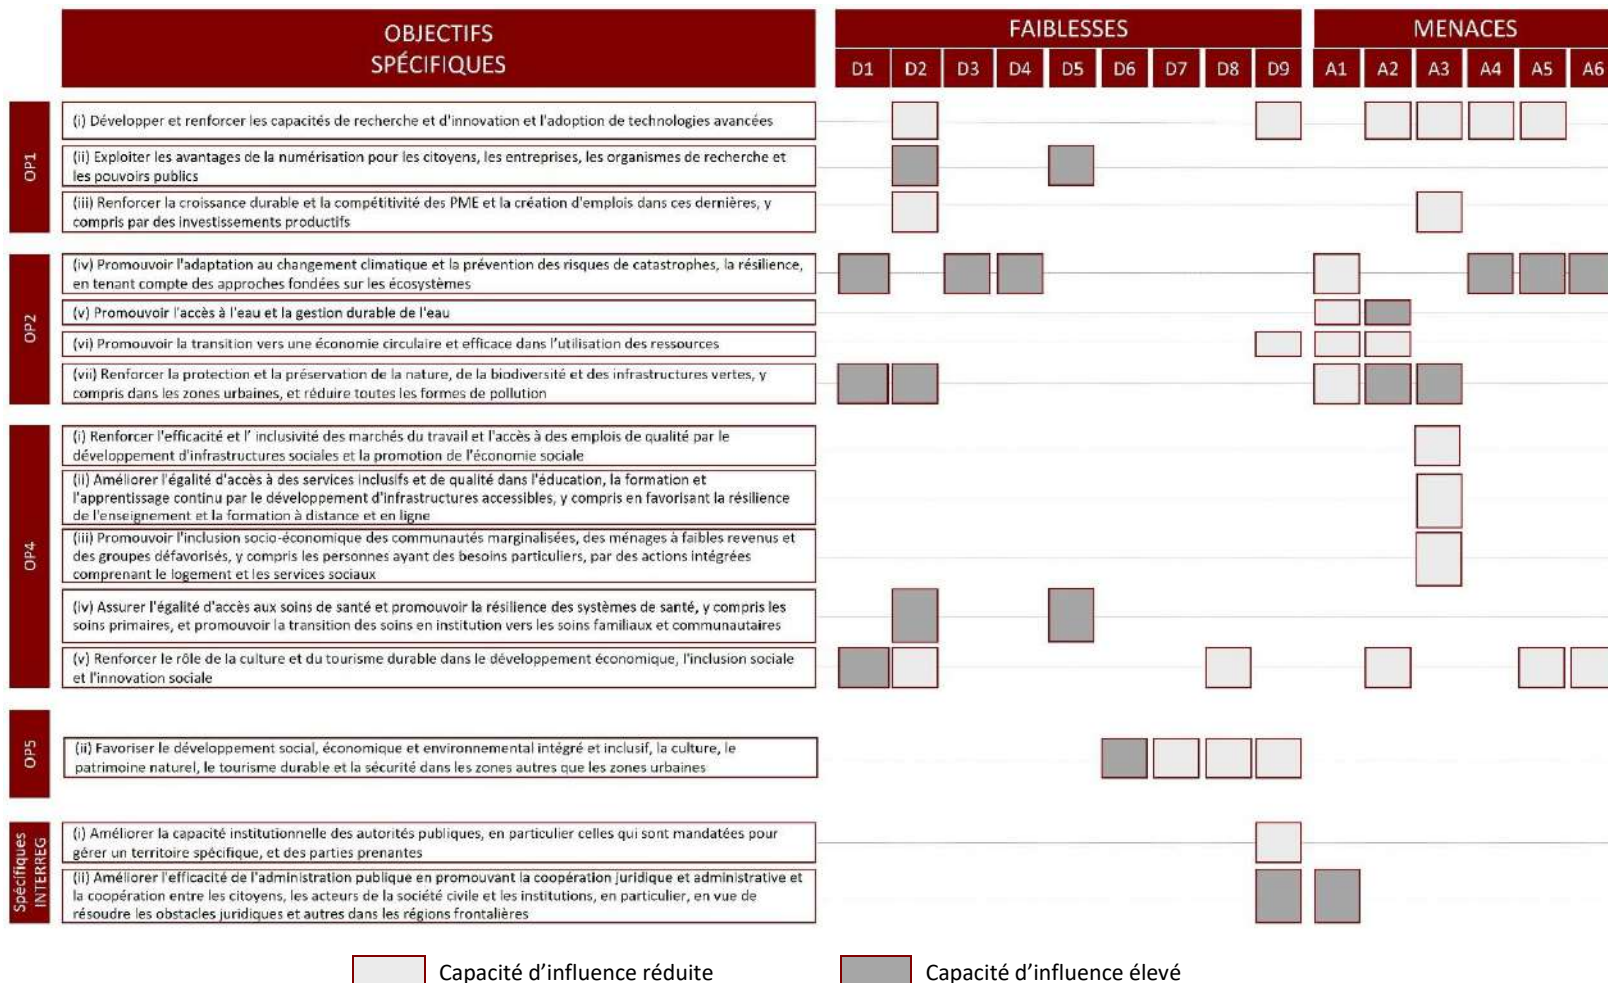 OBJECTIFS
SPÉCIFIQUES
FAIBLESSES
MENACES
D1 D2 D3 D4 D5 D6 D7 D8 D9 A1 A2 A3 A4 A5 A6
OP1
(i) Développer et renforcer les capacités de recherche et d'innovation et l'adoption de technologies avancées
(ii) Exploiter les avantages de la numérisation pour les citoyens, les entreprises, les organismes de recherche et
les pouvoirs publics
(iii) Renforcer la croissance durable et la compétitivité des PME et la création d'emplois dans ces dernières, y
compris par des investissements productifs
OP2
(iv) Promouvoir l'adaptation au changement climatique et la prévention des risques de catastrophes, la résilience,
en tenant compte des approches fondées sur les écosystèmes
(v) Promouvoir l'accès à l'eau et la gestion durable de l'eau
(vi) Promouvoir la transition vers une économie circulaire et efficace dans l'utilisation des ressources
(vii) Renforcer la protection et la préservation de la nature, de la biodiversité et des infrastructures vertes, y
compris dans les zones urbaines, et réduire toutes les formes de pollution
OP4
(i) Renforcer l'efficacité et l' inclusivité des marchés du travail et l'accès à des emplois de qualité par le
développement d'infrastructures sociales et la promotion de l'économie sociale
(ii) Améliorer l'égalité d'accès à des services inclusifs et de qualité dans l'éducation, la formation et
l'apprentissage continu par le développement d'infrastructures accessibles, y compris en favorisant la résilience
de l'enseignement et la formation à distance et en ligne
(iii) Promouvoir l'inclusion socio-économique des communautés marginalisées, des ménages à faibles revenus et
des groupes défavorisés, y compris les personnes ayant des besoins particuliers, par des actions intégrées
comprenant le logement et les services sociaux
(iv) Assurer l'égalité d'accès aux soins de santé et promouvoir la résilience des systèmes de santé, y compris les
soins primaires, et promouvoir la transition des soins en institution vers les soins familiaux et communautaires
(v) Renforcer le rôle de la culture et du tourisme durable dans le développement économique, l'inclusion sociale
et l'innovation sociale
OP5
(ii) Favoriser le développement social, économique et environnemental intégré et inclusif, la culture, le
patrimoine naturel, le tourisme durable et la sécurité dans les zones autres que les zones urbaines
Spécifiques
INTERREG
(i) Améliorer la capacité institutionnelle des autorités publiques, en particulier celles qui sont mandatées pour
gérer un territoire spécifique, et des parties prenantes
(ii) Améliorer l'efficacité de l'administration publique en promouvant la coopération juridique et administrative et
la coopération entre les citoyens, les acteurs de la société civile et les institutions, en particulier, en vue de
résoudre les obstacles juridiques et autres dans les régions frontalières
Capacité d'influence réduite
Capacité d'influence élevé